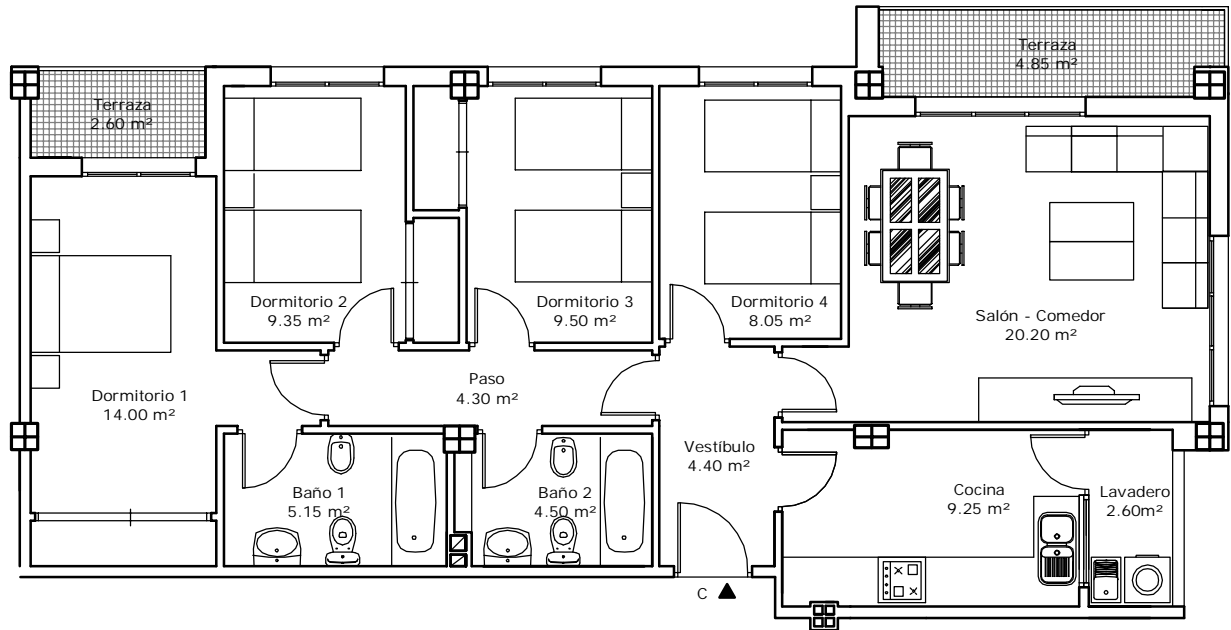 Terraza
4.85 m²
Terraza
2.60 m²
Dormitorio 2
9.35 m²
Dormitorio 3
9.50 m²
Dormitorio 4
8.05 m²
Salón - Comedor
20.20 m²
Dormitorio 1
14.00 m²
Paso
4.30 m²
Vestíbulo
4.40 m²
Baño 1
5.15 m²
Baño 2
4.50 m²
Cocina
9.25 m²
Lavadero
2.60m²
C